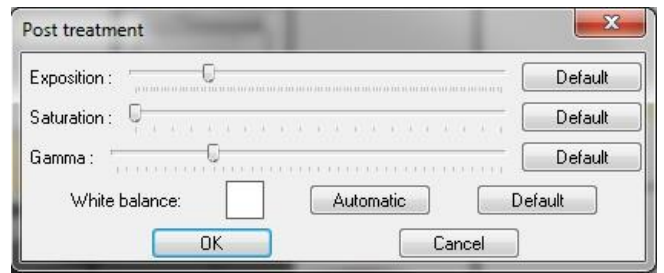 Post treatment
Exposition : Default
Saturation : Default
Gamma : Default
White balance: Automatic Default
OK Cancel